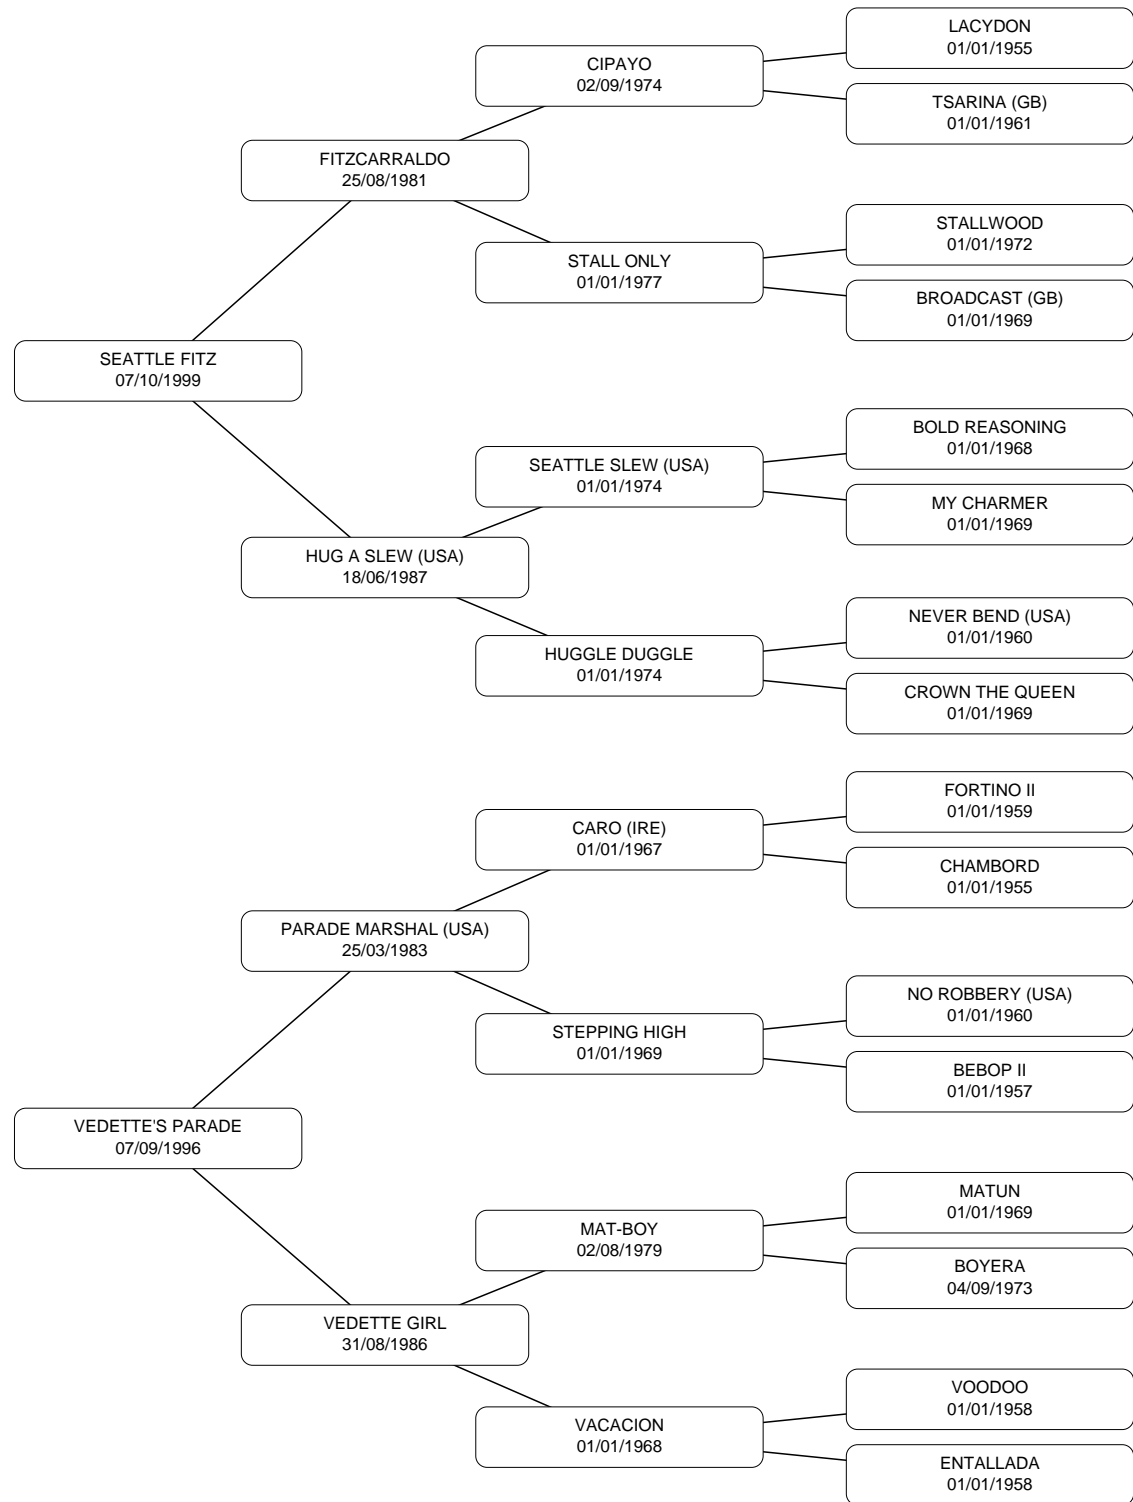 LACYDON
01/01/1955
CIPAYO
02/09/1974
TSARINA (GB)
01/01/1961
FITZCARRALDO
25/08/1981
STALLWOOD
01/01/1972
STALL ONLY
01/01/1977
BROADCAST (GB)
01/01/1969
SEATTLE FITZ
07/10/1999
BOLD REASONING
01/01/1968
SEATTLE SLEW (USA)
01/01/1974
MY CHARMER
01/01/1969
HUG A SLEW (USA)
18/06/1987
NEVER BEND (USA)
01/01/1960
HUGGLE DUGGLE
01/01/1974
CROWN THE QUEEN
01/01/1969
FORTINO II
01/01/1959
CARO (IRE)
01/01/1967
CHAMBORD
01/01/1955
PARADE MARSHAL (USA)
25/03/1983
NO ROBBERY (USA)
01/01/1960
STEPPING HIGH
01/01/1969
BEBOP II
01/01/1957
VEDETTE'S PARADE
07/09/1996
MATUN
01/01/1969
MAT-BOY
02/08/1979
BOYERA
04/09/1973
VEDETTE GIRL
31/08/1986
VOODOO
01/01/1958
VACACION
01/01/1968
ENTALLADA
01/01/1958